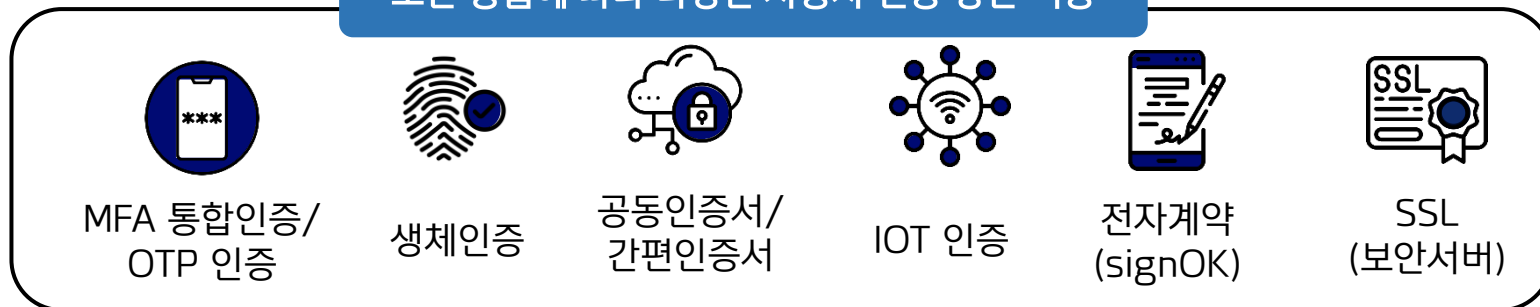 ***
SSL
MFA 통합인증/
OTP 인증
생체인증
공동인증서/
간편인증서
IOT 인증
전자계약
(signOK)
SSL
(보안서버)